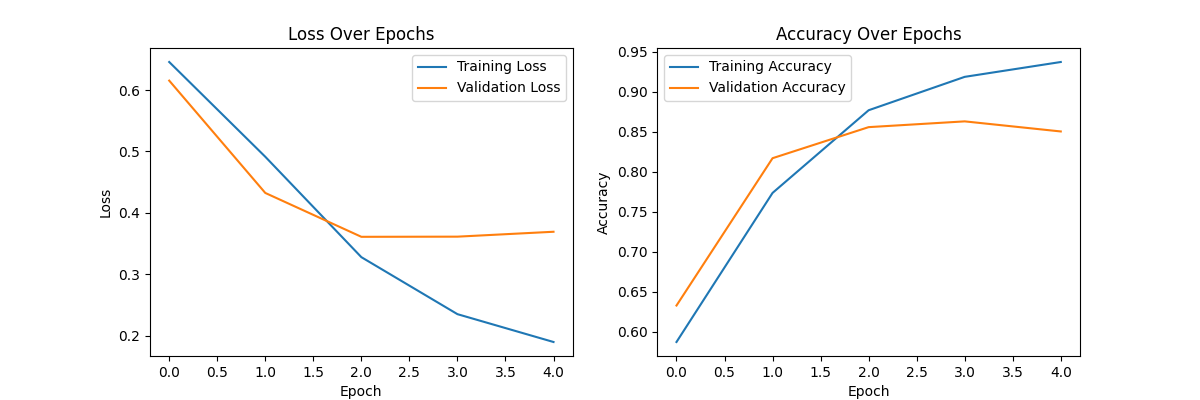 Loss Over Epochs
Training Loss
Validation Loss
0.6
0.5
0.4
0.3
0.2
Loss
0.0 0.5 1.0 1.5 2.0 2.5 3.0 3.5 4.0
Epoch
Accuracy Over Epochs
Training Accuracy
Validation Accuracy
0.95
0.90
0.85
0.80
0.75
0.70
0.65
0.60
Accuracy
0.0 0.5 1.0 1.5 2.0 2.5 3.0 3.5 4.0
Epoch